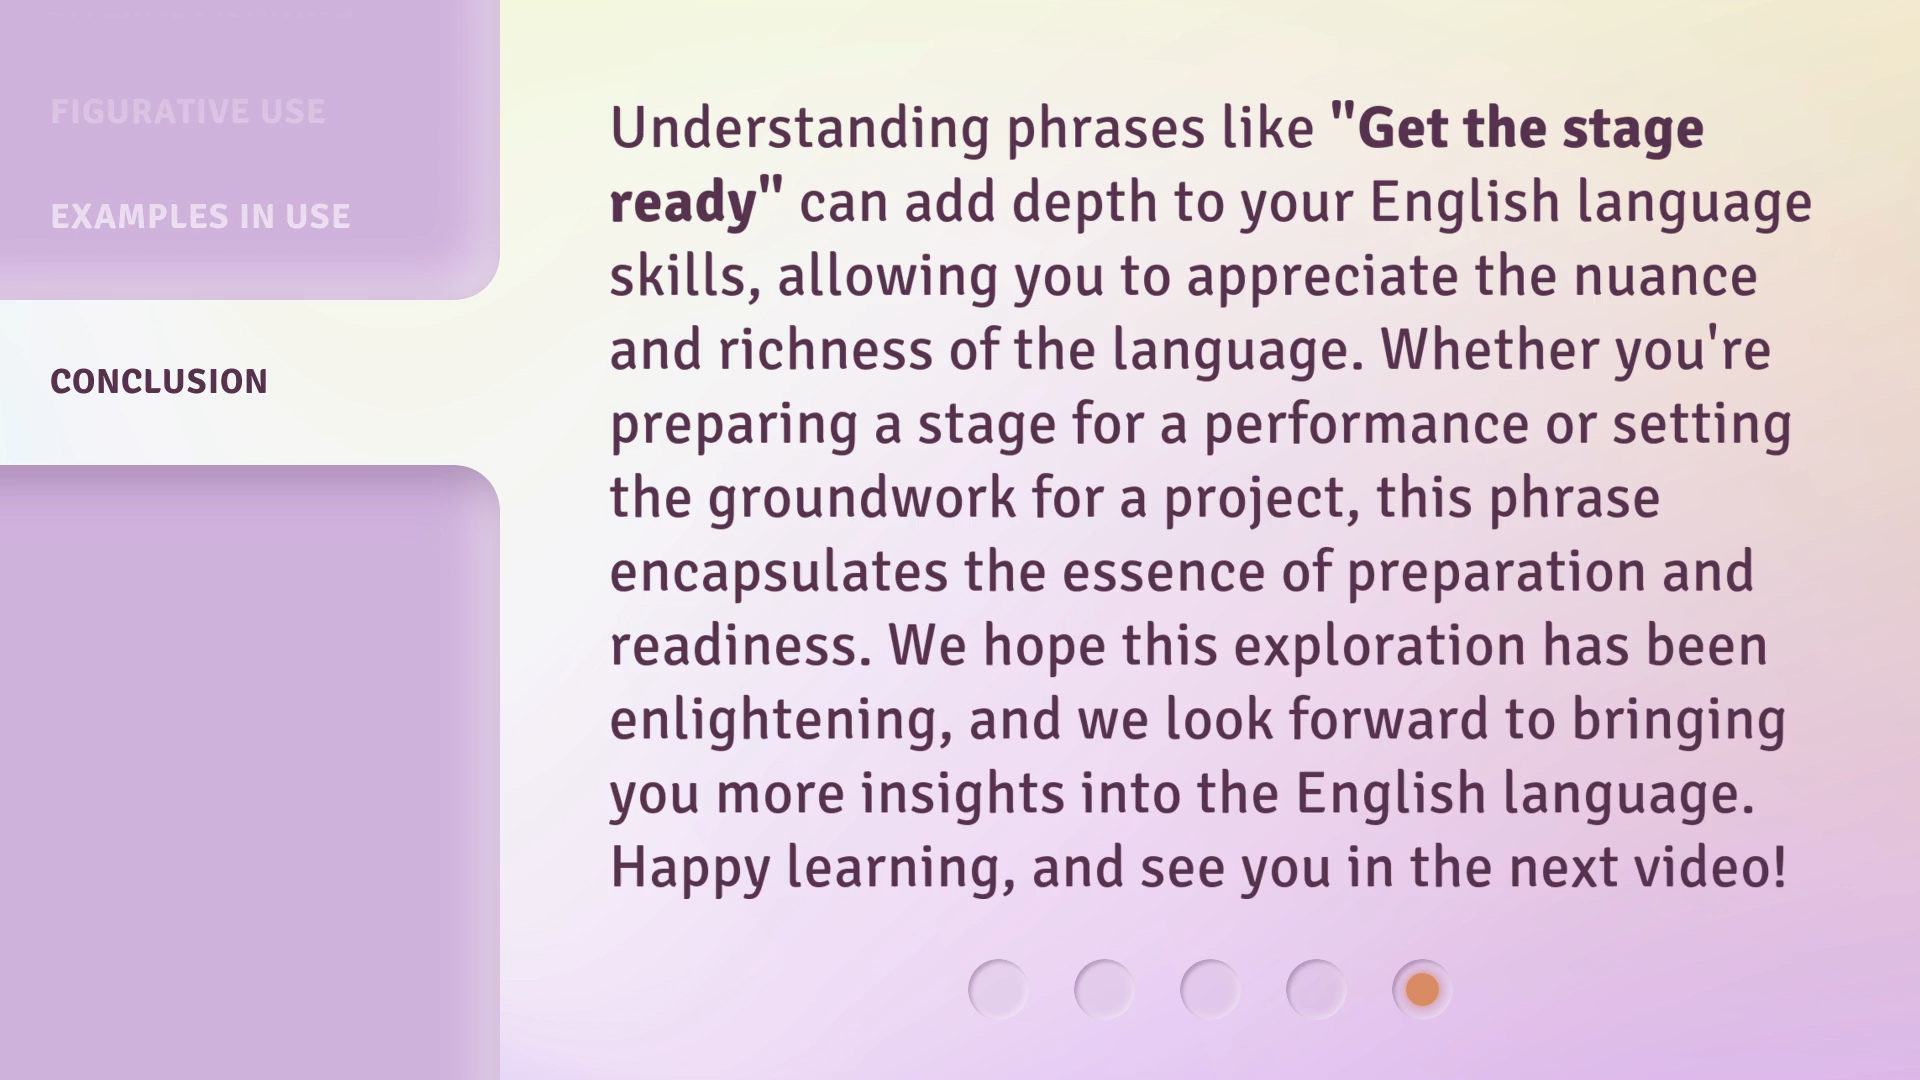 FIGURATIVE USE
EXAMPLES IN USE
CONCLUSION
Understanding phrases like "Get the stage
ready" can add depth to your English language
skills, allowing you to appreciate the nuance
and richness of the language. Whether you're
preparing a stage for a performance or setting
the groundwork for a project, this phrase
encapsulates the essence of preparation and
readiness. We hope this exploration has been
enlightening, and we look forward to bringing
you more insights into the English language.
Happy learning, and see you in the next video!